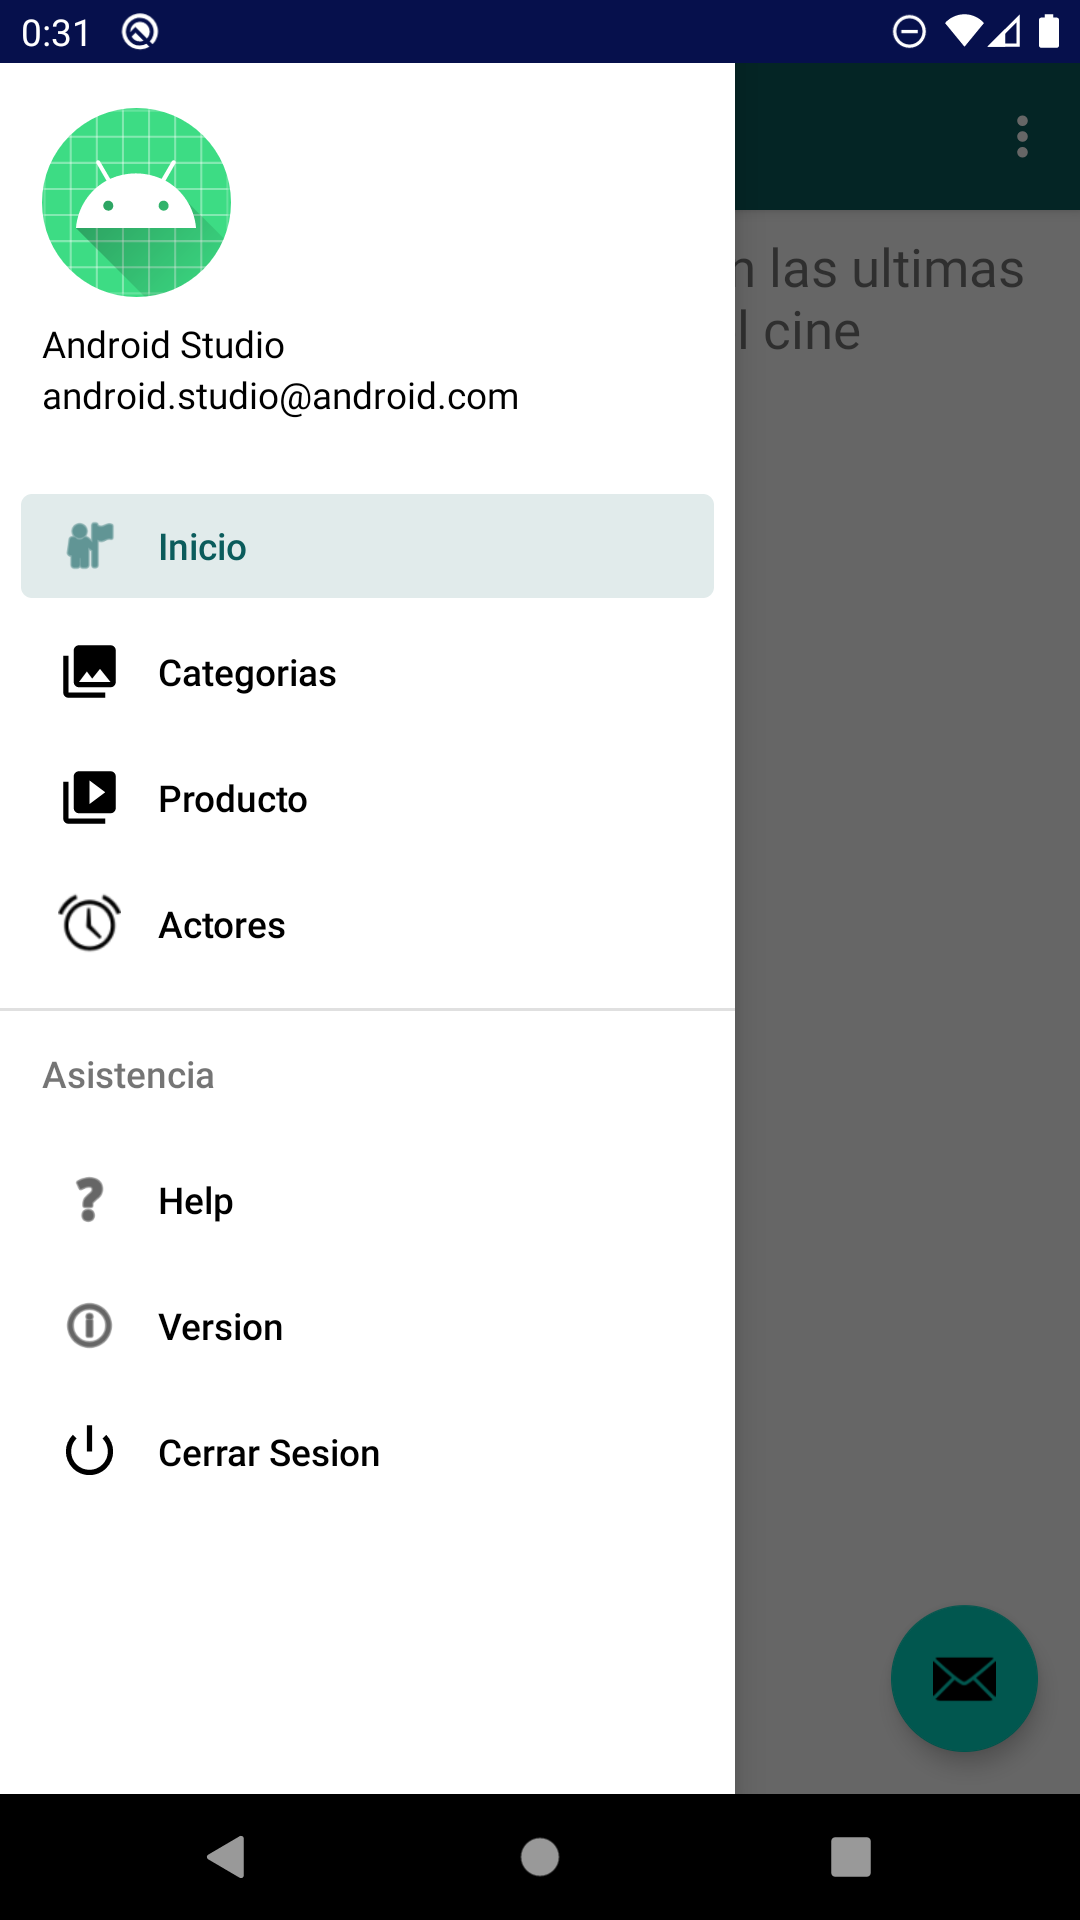 0:31
Android Studio
android.studio@android.com
las ultimas
cine
Inicio
Categorias
Producto
Actores
Asistencia
Help
Version
Cerrar Sesion